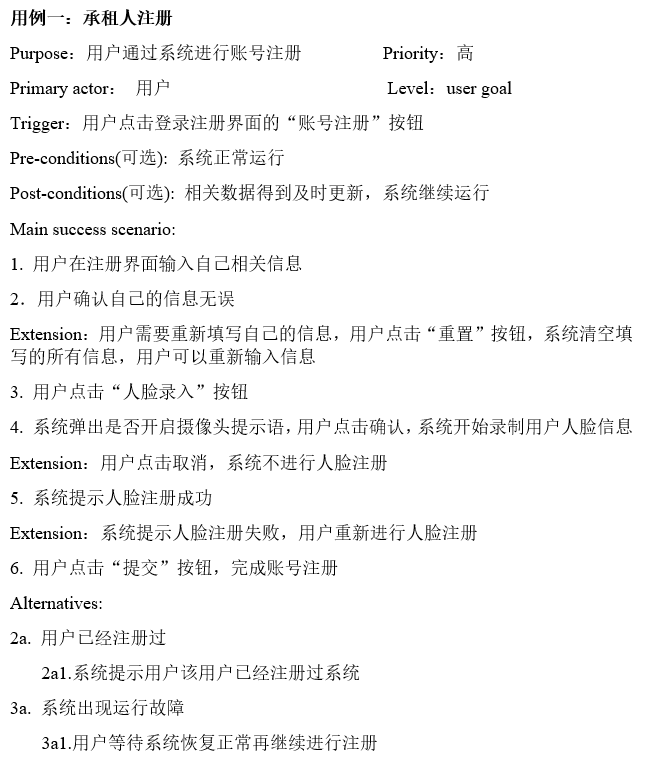 用例一：承租人注册
Purpose：用户通过系统进行账号注册 Priority：高
Primary actor： 用户 Level：user goal
Trigger：用户点击登录注册界面的“账号注册”按钮
Pre-conditions(可选): 系统正常运行
Post-conditions(可选): 相关数据得到及时更新，系统继续运行
Main success scenario:
1. 用户在注册界面输入自己相关信息
2．用户确认自己的信息无误
Extension：用户需要重新填写自己的信息，用户点击“重置”按钮，系统清空填
写的所有信息，用户可以重新输入信息
3. 用户点击“人脸录入”按钮
4. 系统弹出是否开启摄像头提示语，用户点击确认，系统开始录制用户人脸信息
Extension：用户点击取消，系统不进行人脸注册
5. 系统提示人脸注册成功
Extension：系统提示人脸注册失败，用户重新进行人脸注册
6. 用户点击“提交”按钮，完成账号注册
Alternatives:
2a. 用户已经注册过
2a1.系统提示用户该用户已经注册过系统
3a. 系统出现运行故障
3a1.用户等待系统恢复正常再继续进行注册